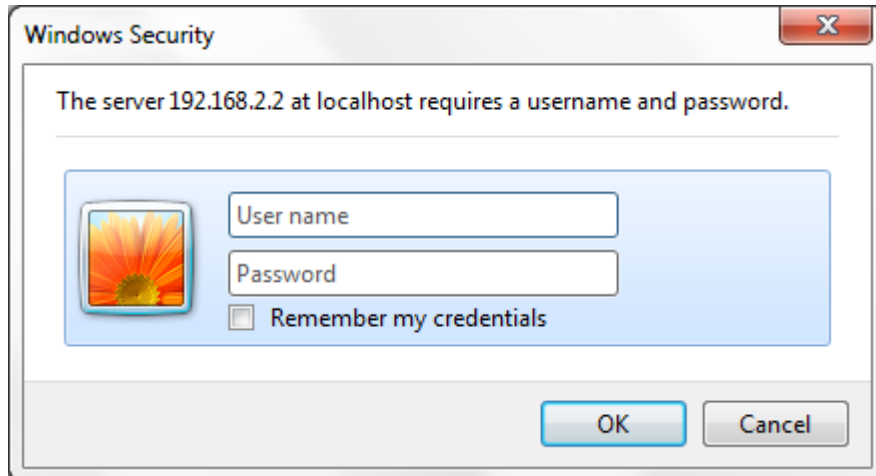 Windows Security
The server 192.168.2.2 at localhost requires a username and password.
User name
Password
Remember my credentials
OK Cancel